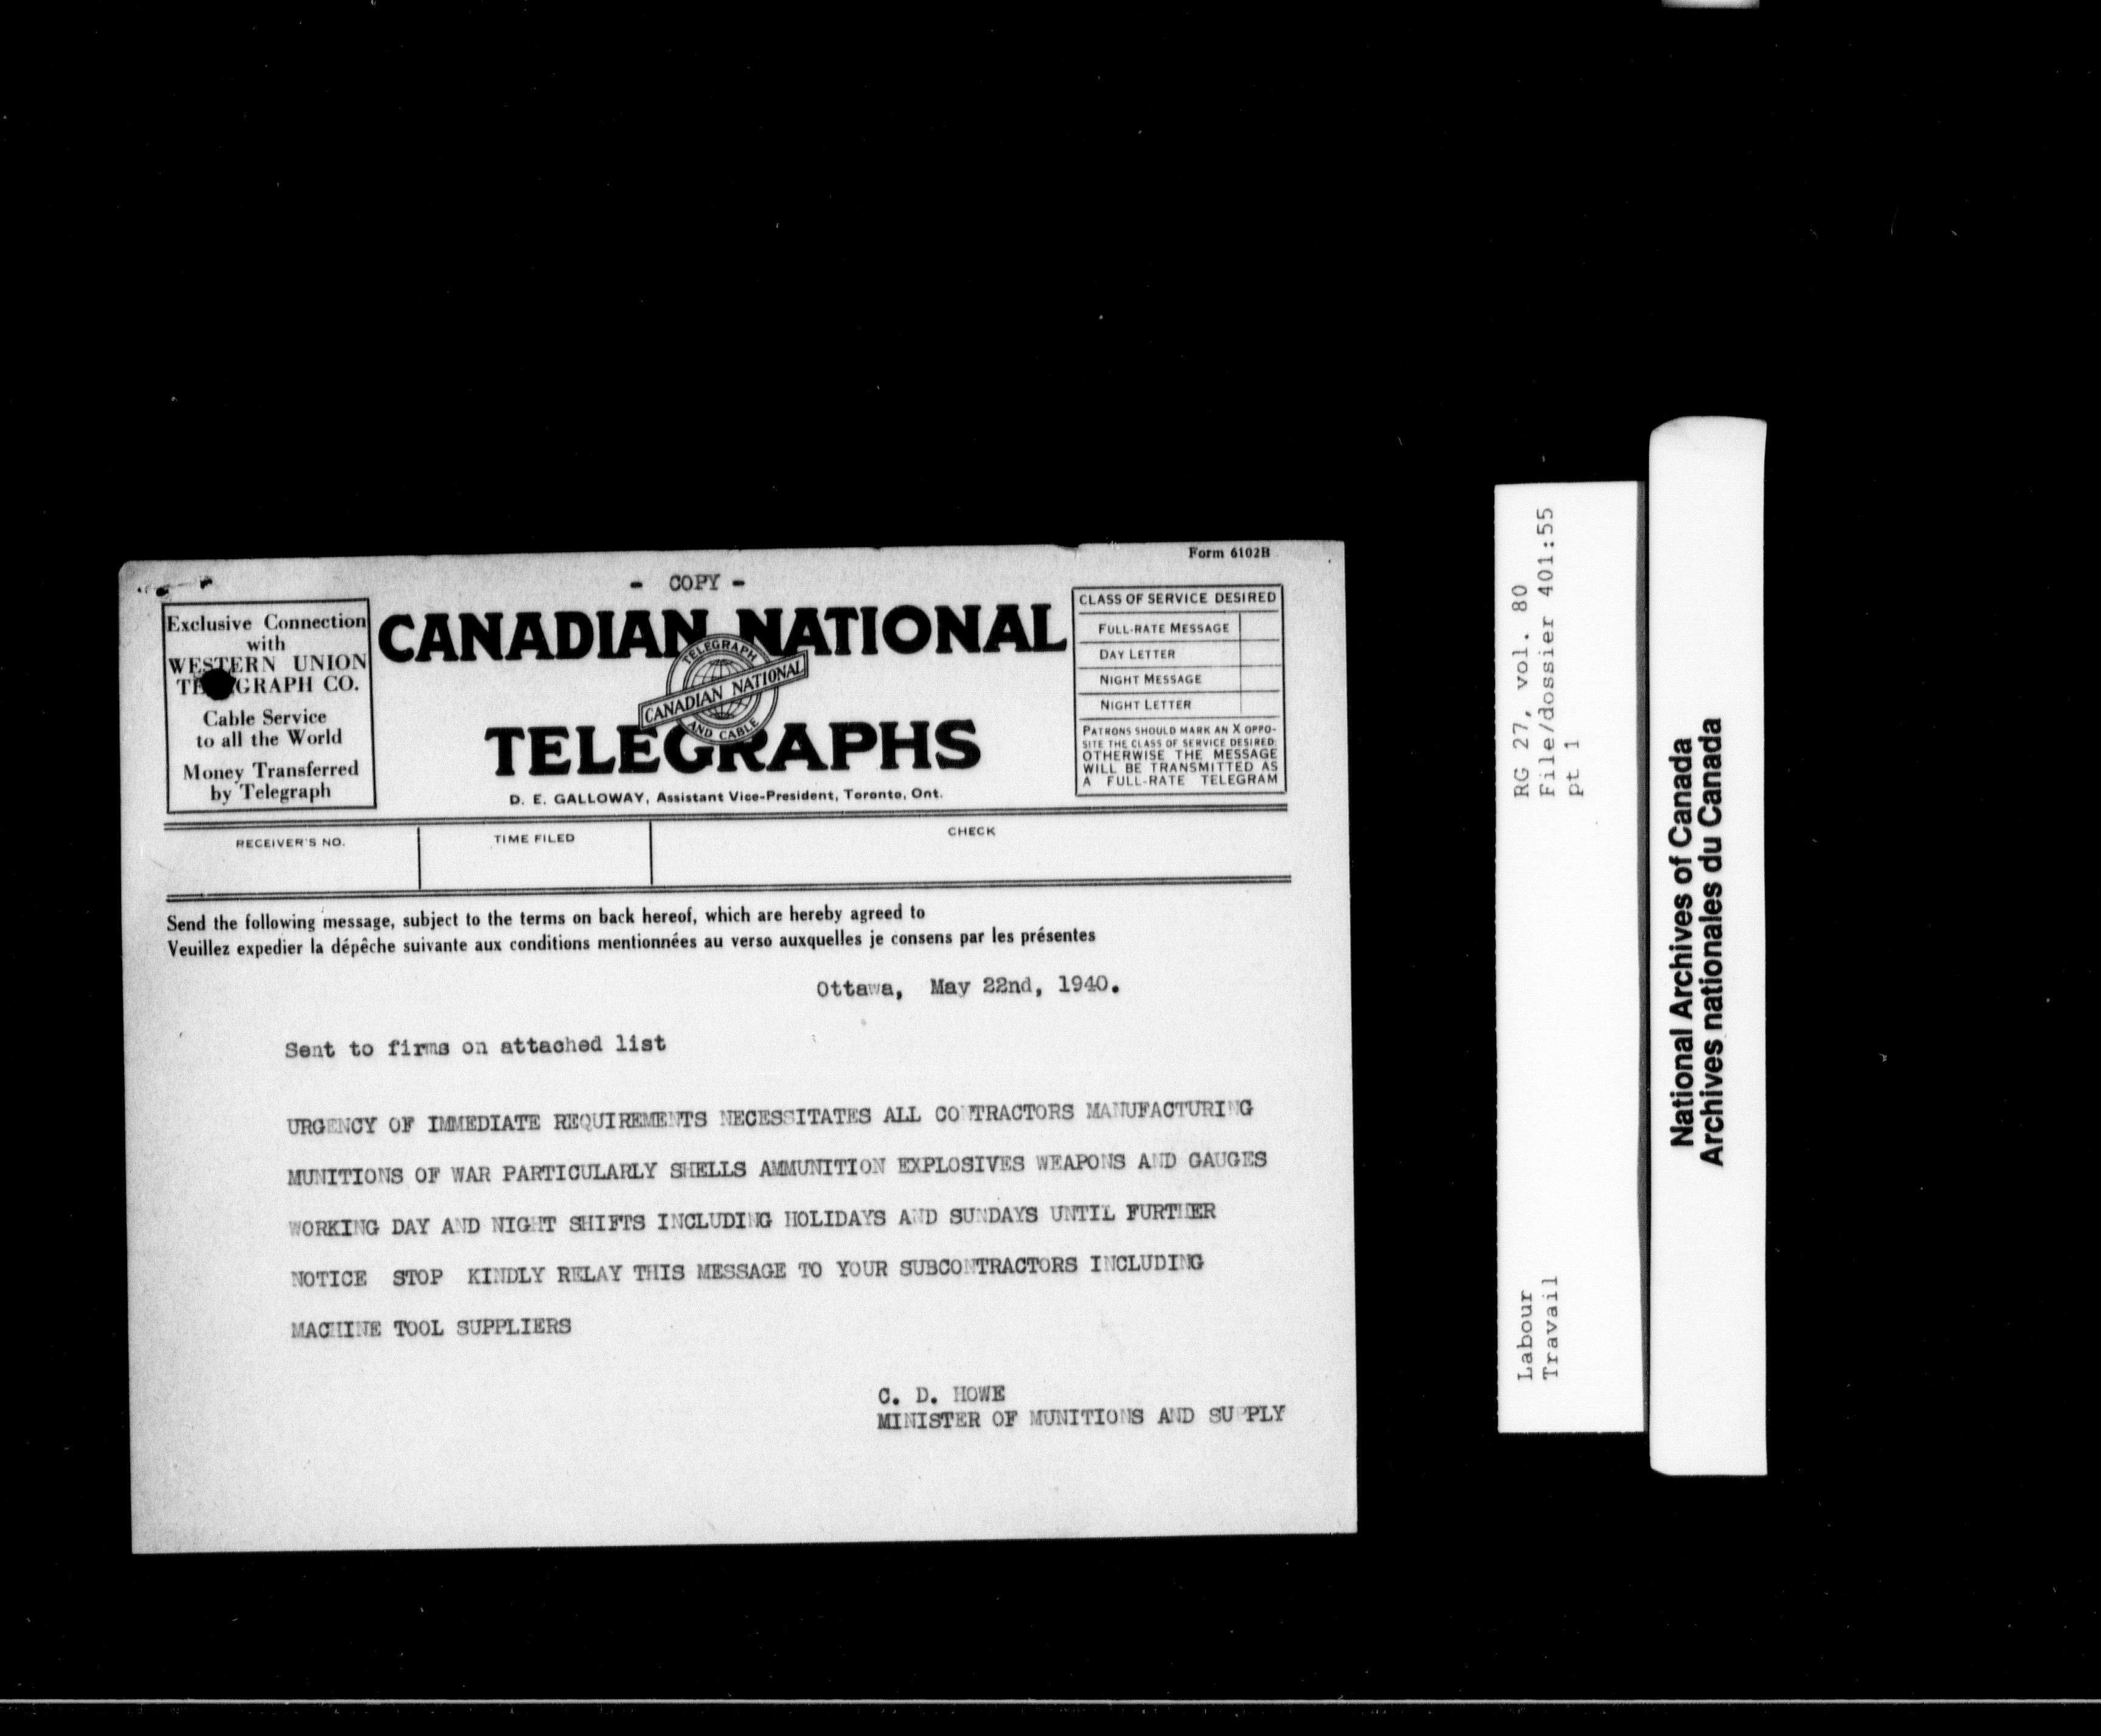 Form 6102B
- COPY -
Exclusive Connection
with
WESTERN UNION
TELEGRAPH CO.
Cable Service
to all the World
Money Transferred
by Telegraph
CANADIAN NATIONAL
TELEGRAPH
CANADIAN NATIONAL
AND CABLE
TELEGRAPHS
D. E. GALLOWAY, Assistant Vice-President, Toronto, Ont.
CLASS OF SERVICE DESIRED
FULL-RATE MESSAGE
DAY LETTER
NIGHT MESSAGE
NIGHT LETTER
PATRONS SHOULD MARK AN X OPPO-
SITE THE CLASS OF SERVICE DESIRED:
OTHERWISE THE MESSAGE
WILL BE TRANSMITTED AS
A FULL-RATE TELEGRAM
RECEIVER'S NO.
TIME FILED
CHECK
Send the following message, subject to the terms on back hereof, which are hereby agreed to
Veuillez expedier la dépêche suivante aux conditions mentionnées au verso auxquelles je consens par les présentes
Ottawa, May 22nd, 1940.
Sent to firms on attached list
URGENCY OF IMMEDIATE REQUIREMENTS NECESSITATES ALL CONTRACTORS MANUFACTURING
MUNITIONS OF WAR PARTICULARLY SHELLS AMMUNITION EXPLOSIVES WEAPONS AND GAUGES
WORKING DAY AND NIGHT SHIFTS INCLUDING HOLIDAYS AND SUNDAYS UNTIL FURTHER
NOTICE STOP KINDLY RELAY THIS MESSAGE TO YOUR SUBCONTRACTORS INCLUDING
MACHINE TOOL SUPPLIERS
C. D. HOWE
MINISTER OF MUNITIONS AND SUPPLY
RG 27, vol. 80
File/dossier 401:55
pt 1
Labour
Travail
National Archives of Canada
Archives nationales du Canada